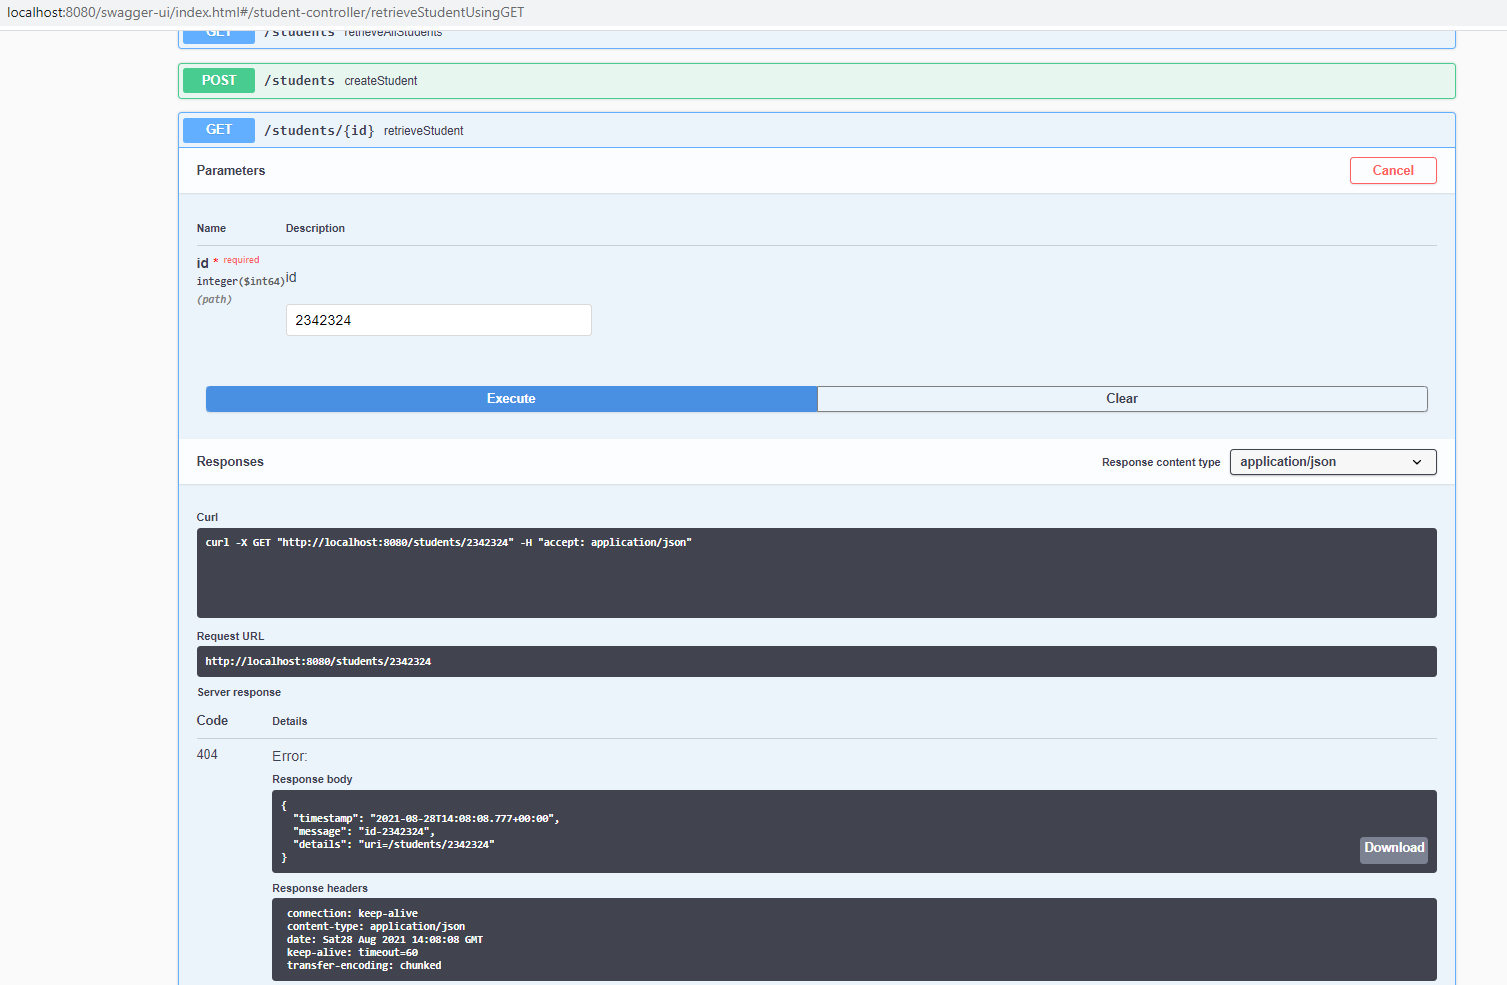 localhost:8080/swagger-ui/index.html#/student-controller/retrieveStudentUsingGET
GET /students retrieveAllStudents
POST /students createStudent
GET /students/{id} retrieveStudent
Parameters Cancel
Name Description
id * required
integer($int64) id
(path)
2342324
Execute Clear
Responses Response content type application/json
Curl
curl -X GET "http://localhost:8080/students/2342324" -H "accept: application/json"
Request URL
http://localhost:8080/students/2342324
Server response
Code Details
404 Error:
Response body
{
"timestamp": "2021-08-28T14:08:08.777+00:00",
"message": "id-2342324",
"details": "uri=/students/2342324"
}
Download
Response headers
connection: keep-alive
content-type: application/json
date: Sat28 Aug 2021 14:08:08 GMT
keep-alive: timeout=60
transfer-encoding: chunked